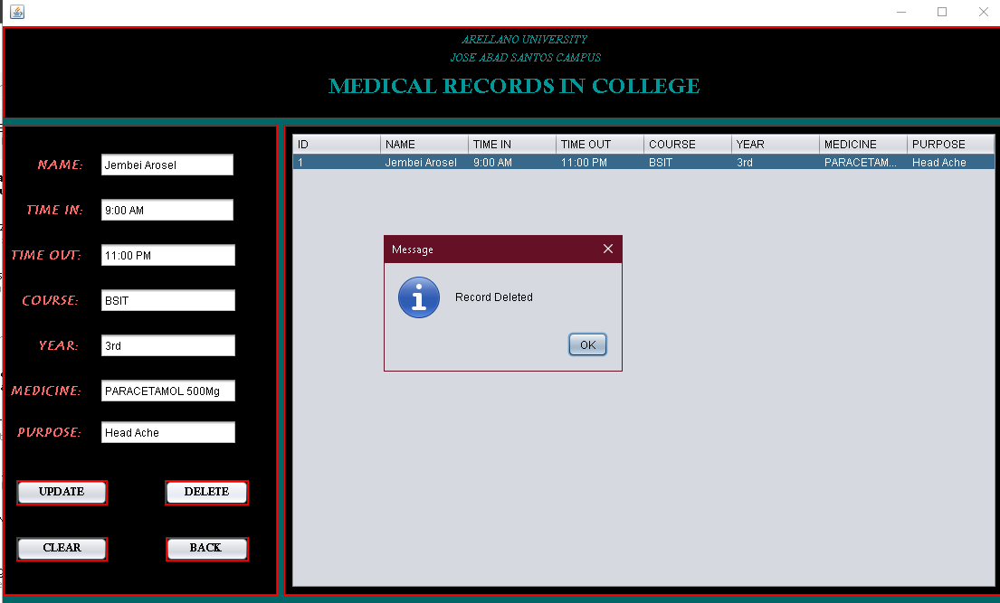 ARELLANO UNIVERSITY
JOSE ABAD SANTOS CAMPUS
MEDICAL RECORDS IN COLLEGE
NAME: Jembei Arosel
TIME IN: 9:00 AM
TIME OUT: 11:00 PM
COURSE: BSIT
YEAR: 3rd
MEDICINE: PARACETAMOL 500Mg
PURPOSE: Head Ache
UPDATE DELETE
CLEAR BACK
ID NAME TIME IN TIME OUT COURSE YEAR MEDICINE PURPOSE
1 Jembei Arosel 9:00 AM 11:00 PM BSIT 3rd PARACETAM... Head Ache
Message
Record Deleted
OK